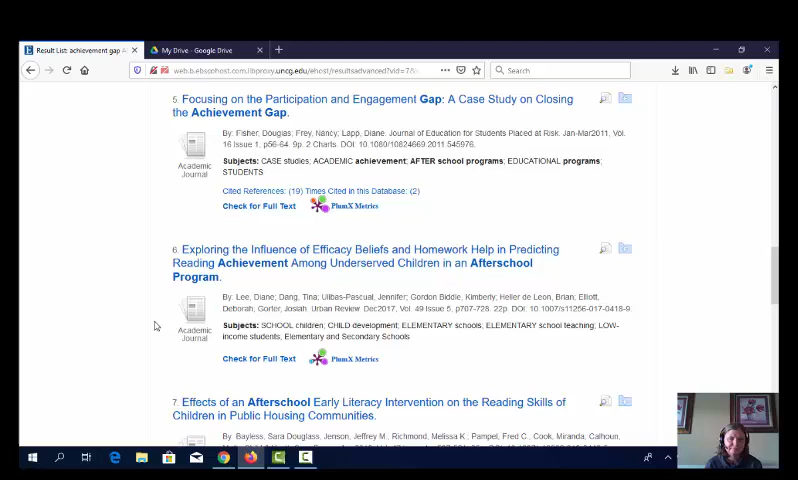 Result List: achievement gap A
My Drive - Google Drive
web.b.ebscohost.com.libproxy.uncg.edu/ehost/resultsadvanced?vid=7&
Search
5. Focusing on the Participation and Engagement Gap: A Case Study on Closing
the Achievement Gap.
By: Fisher, Douglas; Frey, Nancy; Lapp, Diane. Journal of Education for Students Placed at Risk. Jan-Mar2011, Vol.
16 Issue 1, p56-64. 9p. 2 Charts. DOI: 10.1080/10824669.2011.545976.
Academic
Journal
Subjects: CASE studies; ACADEMIC achievement; AFTER school programs; EDUCATIONAL programs;
STUDENTS
Cited References: (19) Times Cited in this Database: (2)
Check for Full Text
PlumX Metrics
6. Exploring the Influence of Efficacy Beliefs and Homework Help in Predicting
Reading Achievement Among Underserved Children in an Afterschool
Program.
By: Lee, Diane; Dang, Tina; Ulibas-Pascual, Jennifer; Gordon Biddle, Kimberly; Heller de Leon, Brian; Elliott,
Deborah; Gorter, Josiah. Urban Review. Dec2017, Vol. 49 Issue 5, p707-728. 22p. DOI: 10.1007/s11256-017-0418-9.
Academic
Journal
Subjects: SCHOOL children; CHILD development; ELEMENTARY schools; ELEMENTARY school teaching; LOW-
income students; Elementary and Secondary Schools
Check for Full Text
PlumX Metrics
7. Effects of an Afterschool Early Literacy Intervention on the Reading Skills of
Children in Public Housing Communities.
By: Bayless, Sara Douglass; Jenson, Jeffrey M.; Richmond, Melissa K.; Pampel, Fred C.; Cook, Miranda; Calhoun,